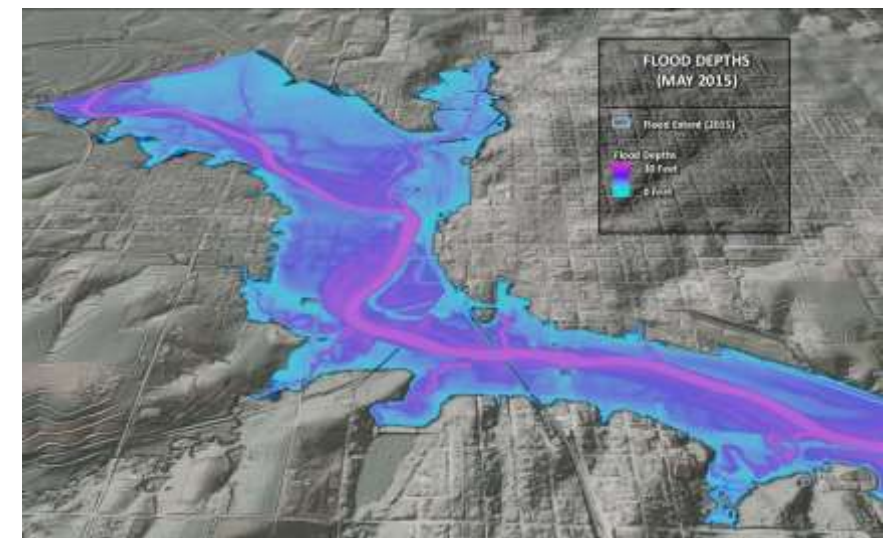 FLOOD DEPTHS
(MAY 2015)
Flood Extent (2015)
Flood Depths
30 Feet
0 Feet